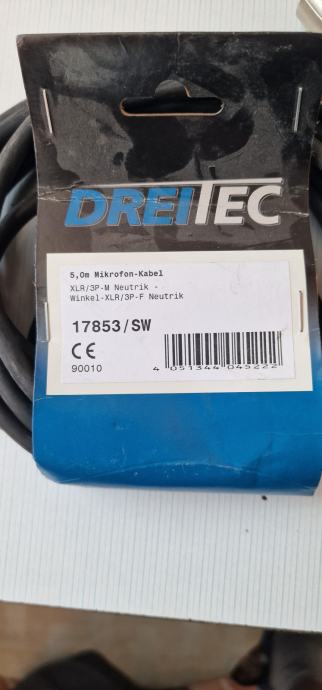 DREITEC
5,0m Mikrofon-Kabel
XLR/3P-M Neutrik -
Winkel-XLR/3P-F Neutrik
17853/SW
CE
90010
4 051344 045222